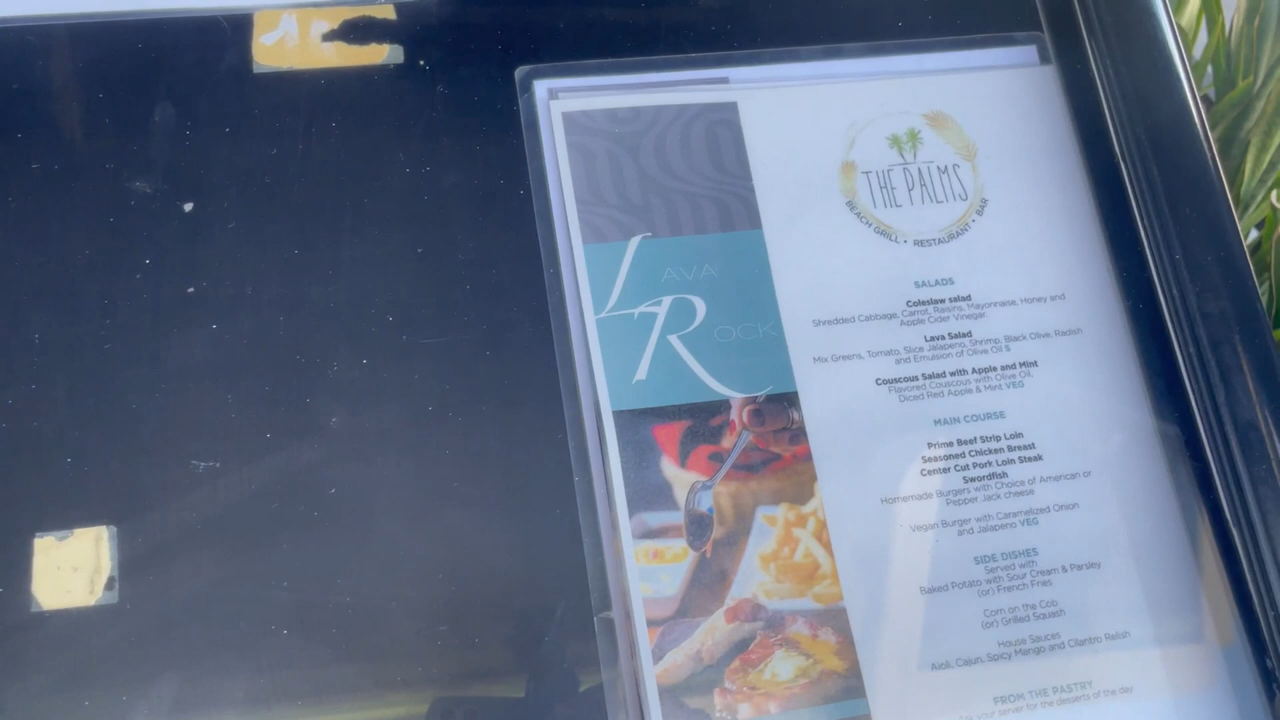 THE PALMS
BEACH GRILL • RESTAURANT • BAR
LAVA
ROCK
SALADS
Coleslaw salad
Shredded Cabbage, Carrot, Raisins, Mayonnaise, Honey and
Apple Cider Vinegar.
Lava Salad
Mix Greens, Tomato, Slice Jalapeno, Shrimp, Black Olive, Radish
and Emulsion of Olive Oil S
Couscous Salad with Apple and Mint
Flavored Couscous with Olive Oil,
Diced Red Apple & Mint VEG
MAIN COURSE
Prime Beef Strip Loin
Seasoned Chicken Breast
Center Cut Pork Loin Steak
Swordfish
Homemade Burgers with Choice of American or
Pepper Jack cheese
Vegan Burger with Caramelized Onion
and Jalapeno VEG
SIDE DISHES
Served with
Baked Potato with Sour Cream & Parsley
(or) French Fries
Corn on the Cob
(or) Grilled Squash
House Sauces
Aioli, Cajun, Spicy Mango and Cilantro Relish
FROM THE PASTRY
your server for the desserts of the day